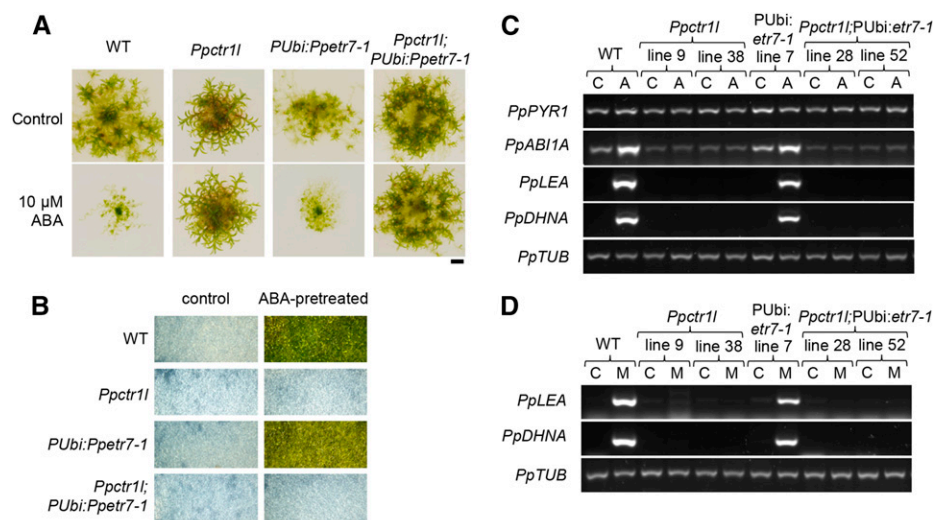 A
WT
Ppctr1l
PUbi:Ppetr7-1
Ppctr1l;
PUbi:Ppetr7-1
Control
10 µM
ABA
B
control
ABA-pretreated
WT
Ppctr1l
PUbi:Ppetr7-1
Ppctr1l;
PUbi:Ppetr7-1
C
WT
Ppctr1l
line 9
line 38
PUbi:
etr7-1
line 7
Ppctr1l;PUbi:etr7-1
line 28
line 52
C A C A C A C A C A C A
PpPYR1
PpABI1A
PpLEA
PpDHNA
PpTUB
D
WT
Ppctr1l
line 9
line 38
PUbi:
etr7-1
line 7
Ppctr1l;PUbi:etr7-1
line 28
line 52
C M C M C M C M C M C M
PpLEA
PpDHNA
PpTUB